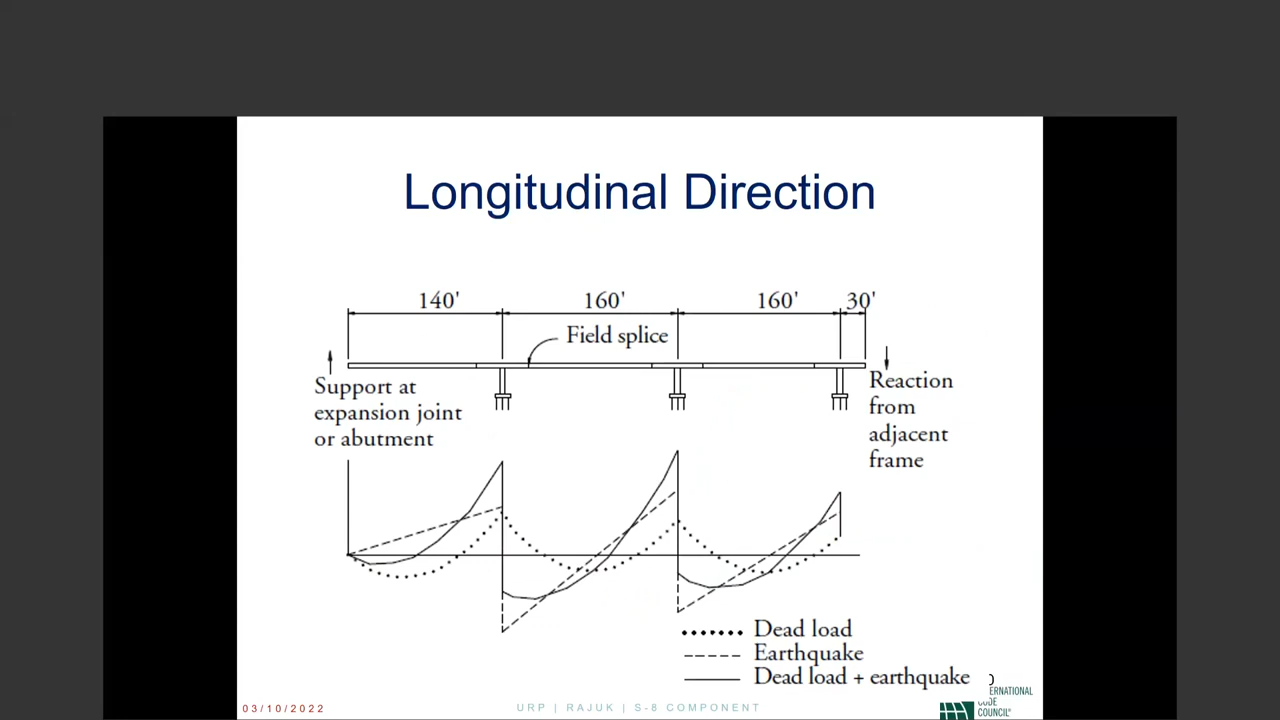 Longitudinal Direction
140' 160' 160' 30'
Field splice
Support at
expansion joint
or abutment
Reaction
from
adjacent
frame
Dead load
Earthquake
Dead load + earthquake
03/10/2022
URP | RAJUK | S-8 COMPONENT
COUNCIL